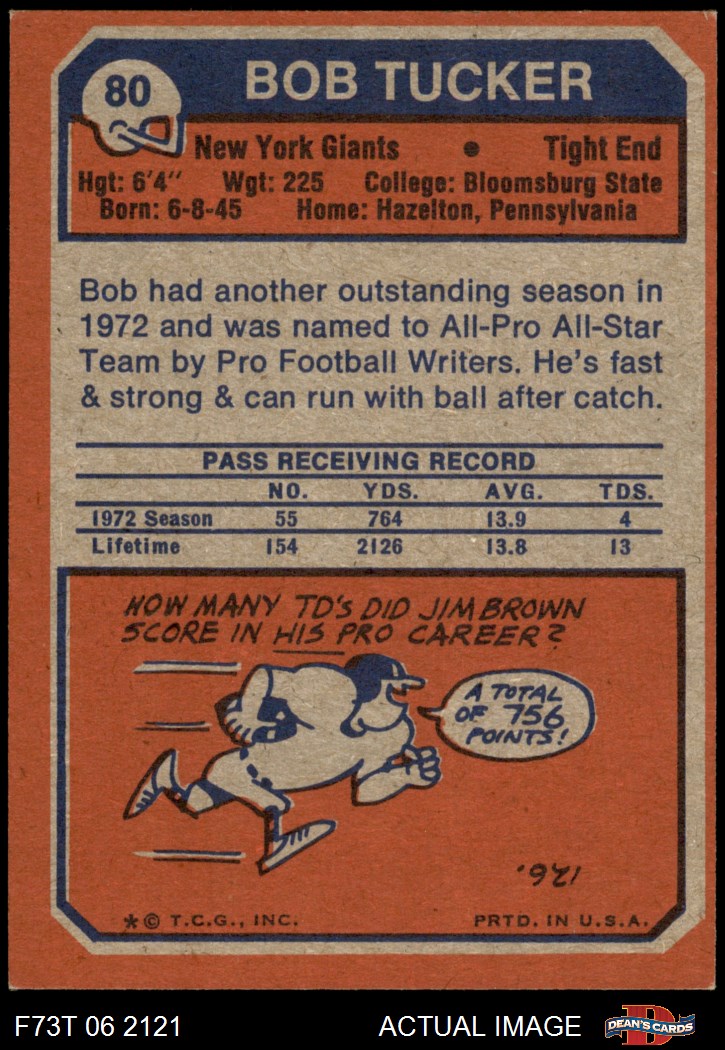 80
BOB TUCKER
New York Giants • Tight End
Hgt: 6'4" Wgt: 225 College: Bloomsburg State
Born: 6-8-45 Home: Hazelton, Pennsylvania
Bob had another outstanding season in
1972 and was named to All-Pro All-Star
Team by Pro Football Writers. He's fast
& strong & can run with ball after catch.
PASS RECEIVING RECORD
NO. YDS. AVG. TDS.
1972 Season 55 764 13.9 4
Lifetime 154 2126 13.8 13
HOW MANY TD'S DID JIM BROWN
SCORE IN HIS PRO CAREER?
A TOTAL
OF 756
POINTS!
126.
* © T.C.G., INC. PRTD. IN U.S.A.
F73T 06 2121 ACTUAL IMAGE
D
DEAN'S CARDS